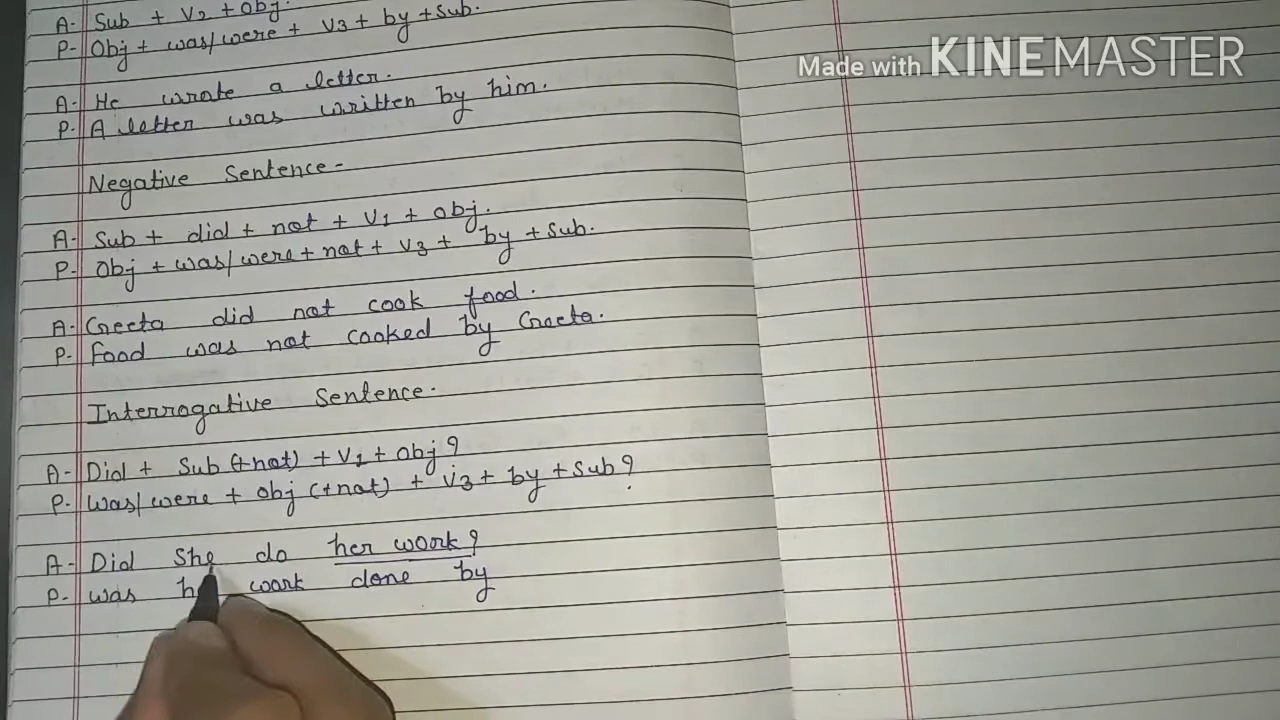 A- Sub + V2 + obj.
P- Obj + was/were + V3 + by + Sub.
Made with KINEMASTER
A- He wrote a letter.
P- A letter was written by him.
Negative Sentence-
A- Sub + did + not + V1 + obj.
P- Obj + was/were + not + V3 + by + Sub.
A- Geeta did not cook food.
P- Food was not cooked by Geeta.
Interrogative Sentence-
A- Did + Sub (+not) + V1 + obj?
P- Was/were + obj (+not) + V3 + by + Sub?
A- Did She do her work?
P- was work done by